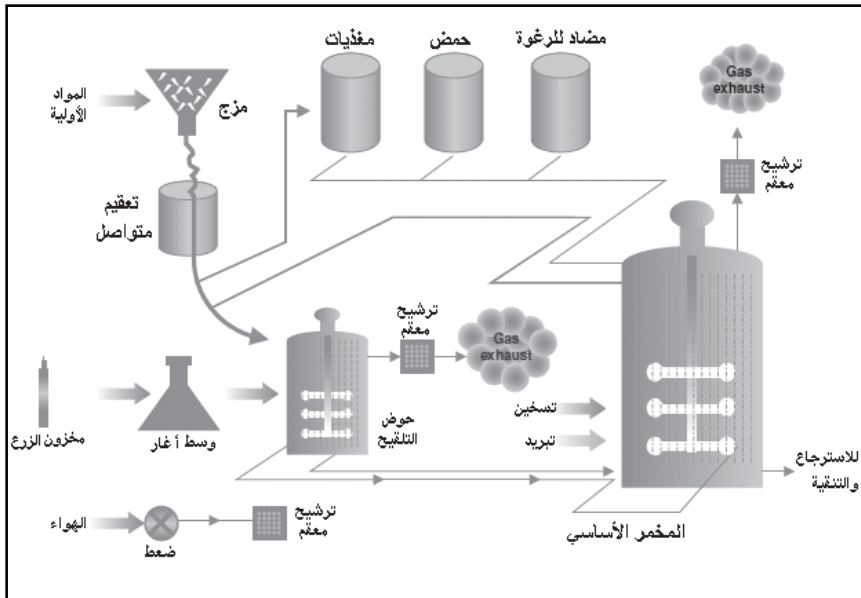 مغذيات
حمض
مضاد للرغوة
Gas
exhaust
المواد
الأولية
مزج
ترشيح
معقم
تعقيم
متواصل
ترشيح
معقم
Gas
exhaust
مخزون الزرع
وسط أغار
حوض
التلقيح
تسخين
تبريد
للاسترجاع
والتنقية
المخمر الأساسي
الهواء
ضعط
ترشيح
معقم